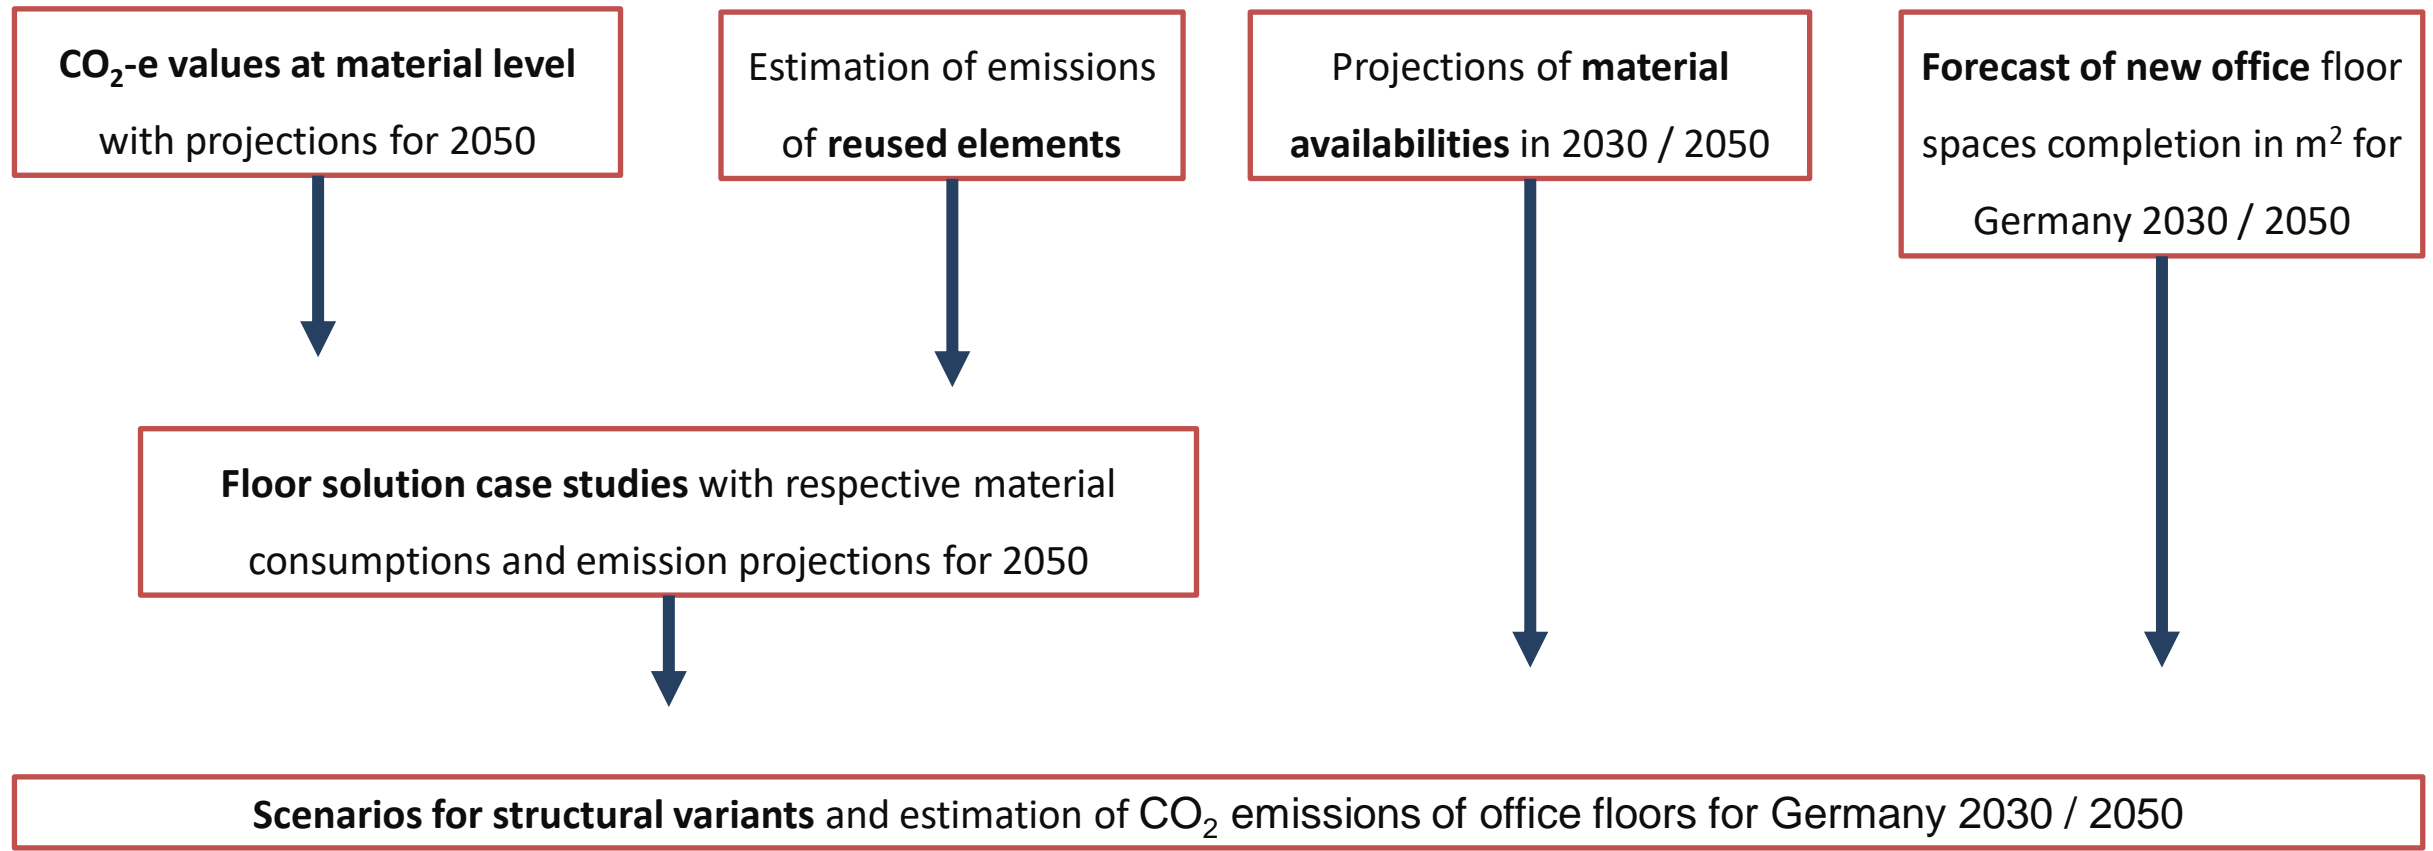 CO₂-e values at material level
with projections for 2050
Estimation of emissions
of reused elements
Projections of material
availabilities in 2030 / 2050
Forecast of new office floor
spaces completion in m² for
Germany 2030 / 2050
Floor solution case studies with respective material
consumptions and emission projections for 2050
Scenarios for structural variants and estimation of CO₂ emissions of office floors for Germany 2030 / 2050